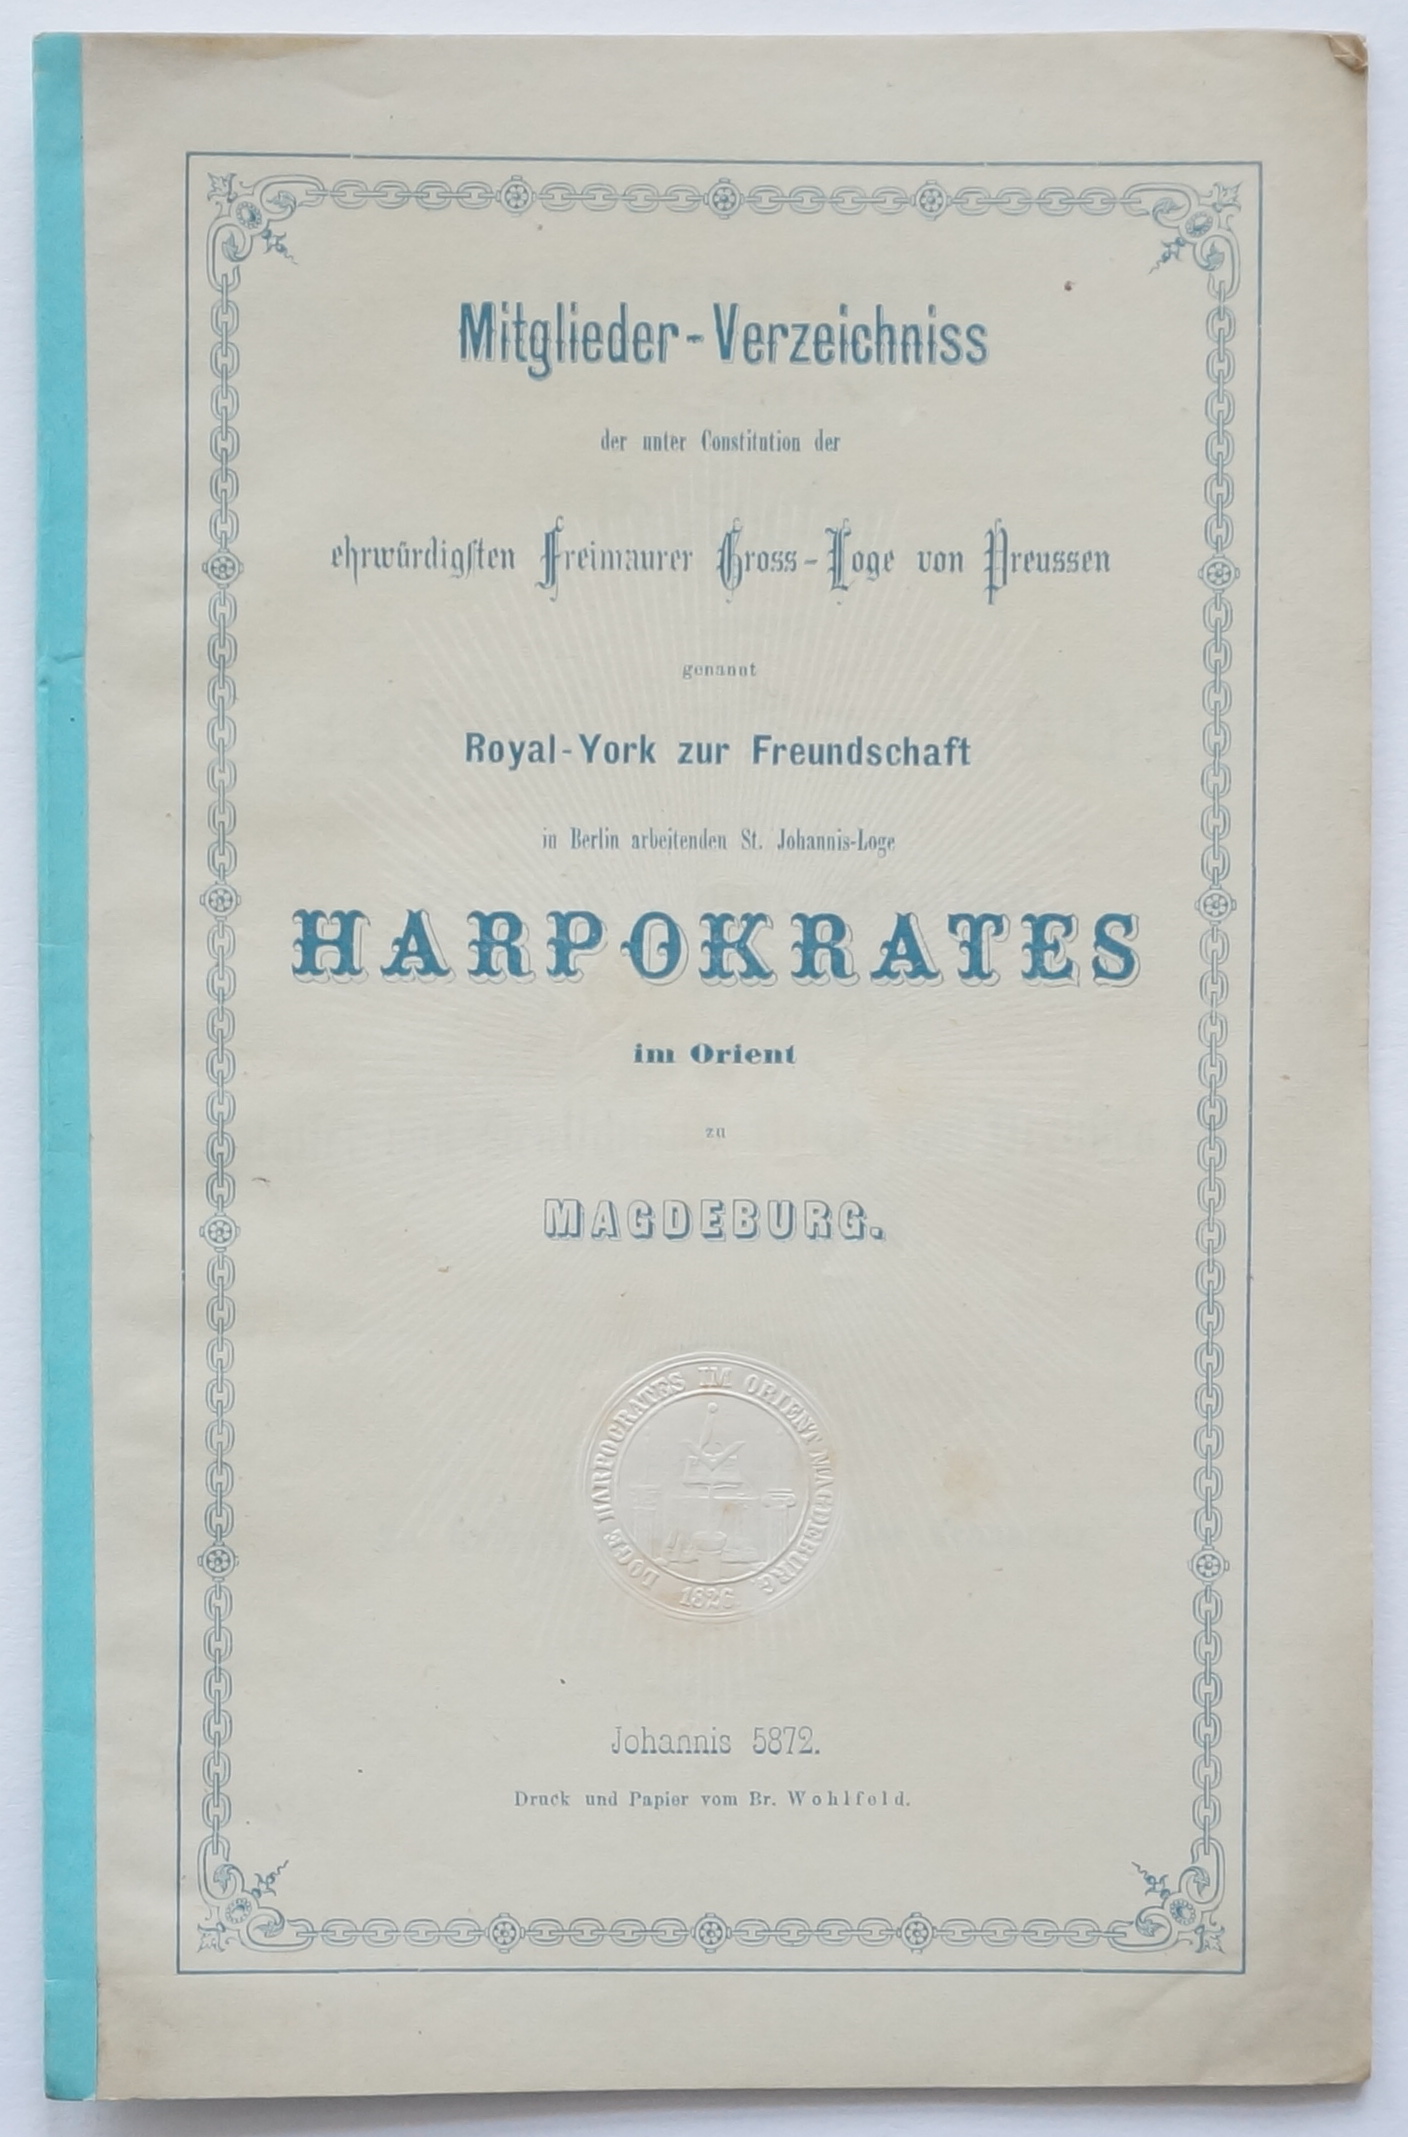 Mitglieder-Verzeichniss
der unter Constitution der
ehrwürdigſten Freimaurer Gross-Loge von Preussen
genannt
Royal-York zur Freundschaft
in Berlin arbeitenden St. Johannis-Loge
HARPOKRATES
im Orient
zu
MAGDEBURG.
LOGE HARPOCRATES IM ORIENT MAGDEBURG.
1826
Johannis 5872.
Druck und Papier vom Br. Wohlfeld.